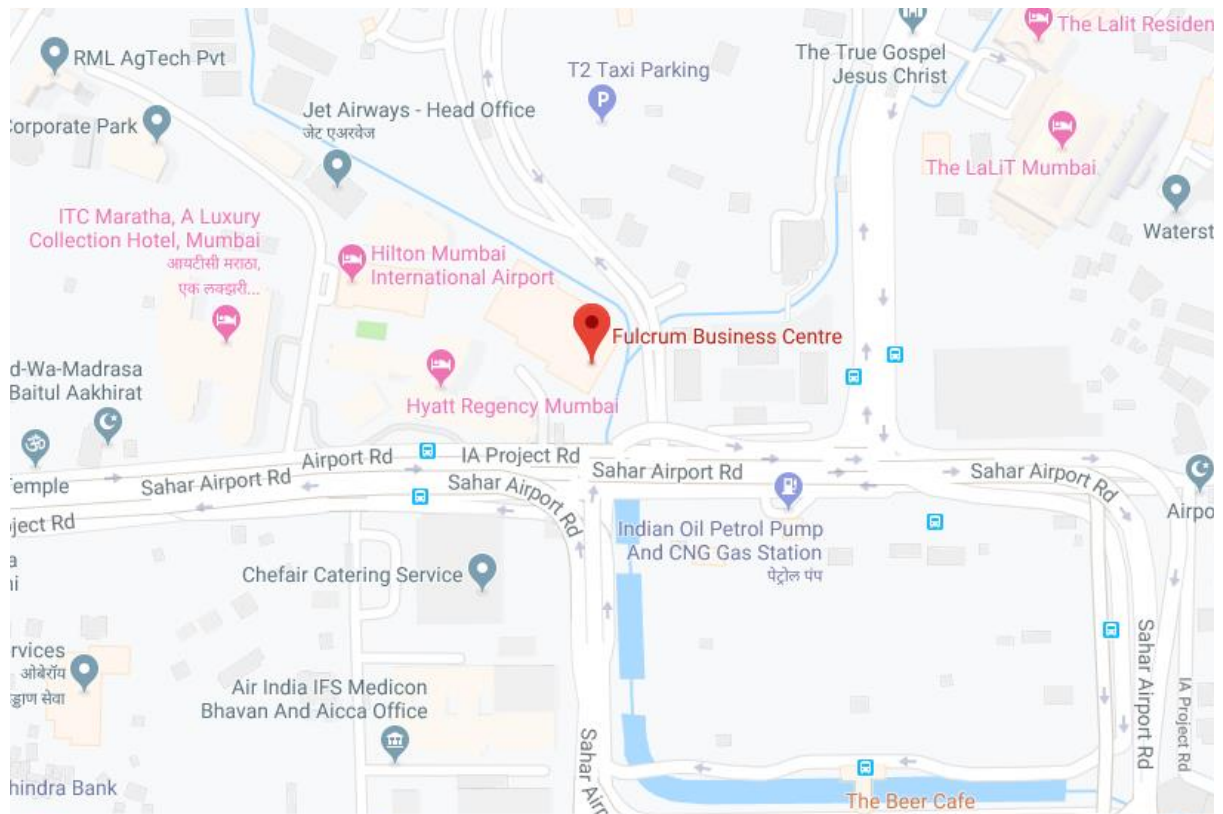 The Lalit Residen
RML AgTech Pvt
T2 Taxi Parking
The True Gospel
Jesus Christ
Jet Airways - Head Office
जेट एअरवेज
orporate Park
The LaLiT Mumbai
ITC Maratha, A Luxury
Collection Hotel, Mumbai
आयटीसी मराठा,
एक लक्झरी...
Waterst
Hilton Mumbai
International Airport
Fulcrum Business Centre
d-Wa-Madrasa
Baitul Aakhirat
Hyatt Regency Mumbai
Temple
Sahar Airport Rd
Airport Rd
IA Project Rd
Sahar Airport Rd
Sahar Airport Rd
Sahar Airport Rd
Airpo
oject Rd
Indian Oil Petrol Pump
And CNG Gas Station
पेट्रोल पंप
a
ni
Chefair Catering Service
rvices
ओबेरॉय
ड्डाण सेवा
Air India IFS Medicon
Bhavan And Aicca Office
Sahar Airport Rd
IA Project Rd
Sahar Airp
hindra Bank
The Beer Cafe